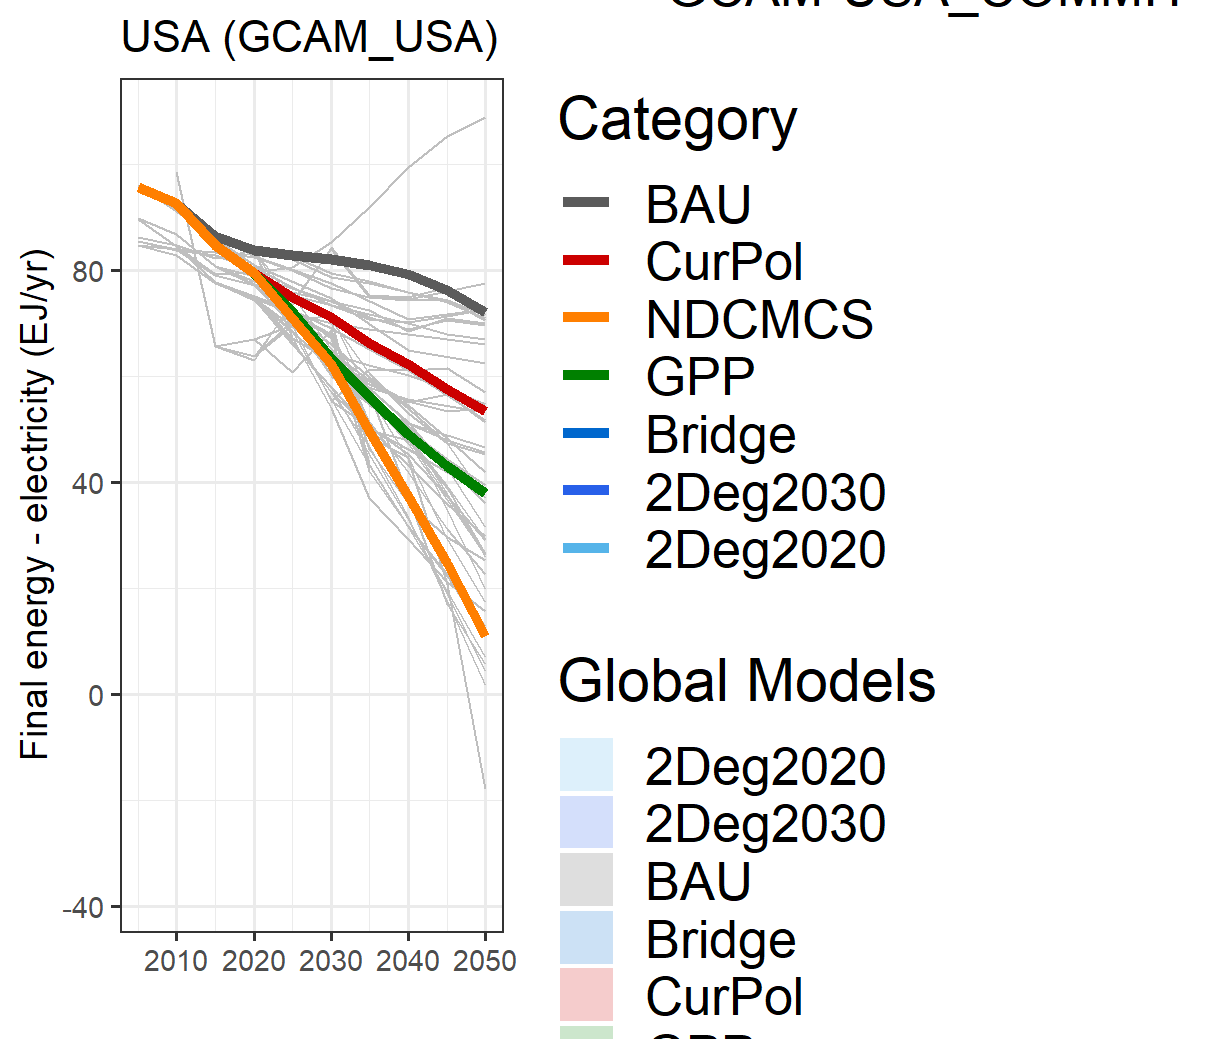 USA (GCAM_USA)
Final energy - electricity (EJ/yr)
80
40
0
-40
2010 2020 2030 2040 2050
Category
BAU
CurPol
NDCMCS
GPP
Bridge
2Deg2030
2Deg2020
Global Models
2Deg2020
2Deg2030
BAU
Bridge
CurPol